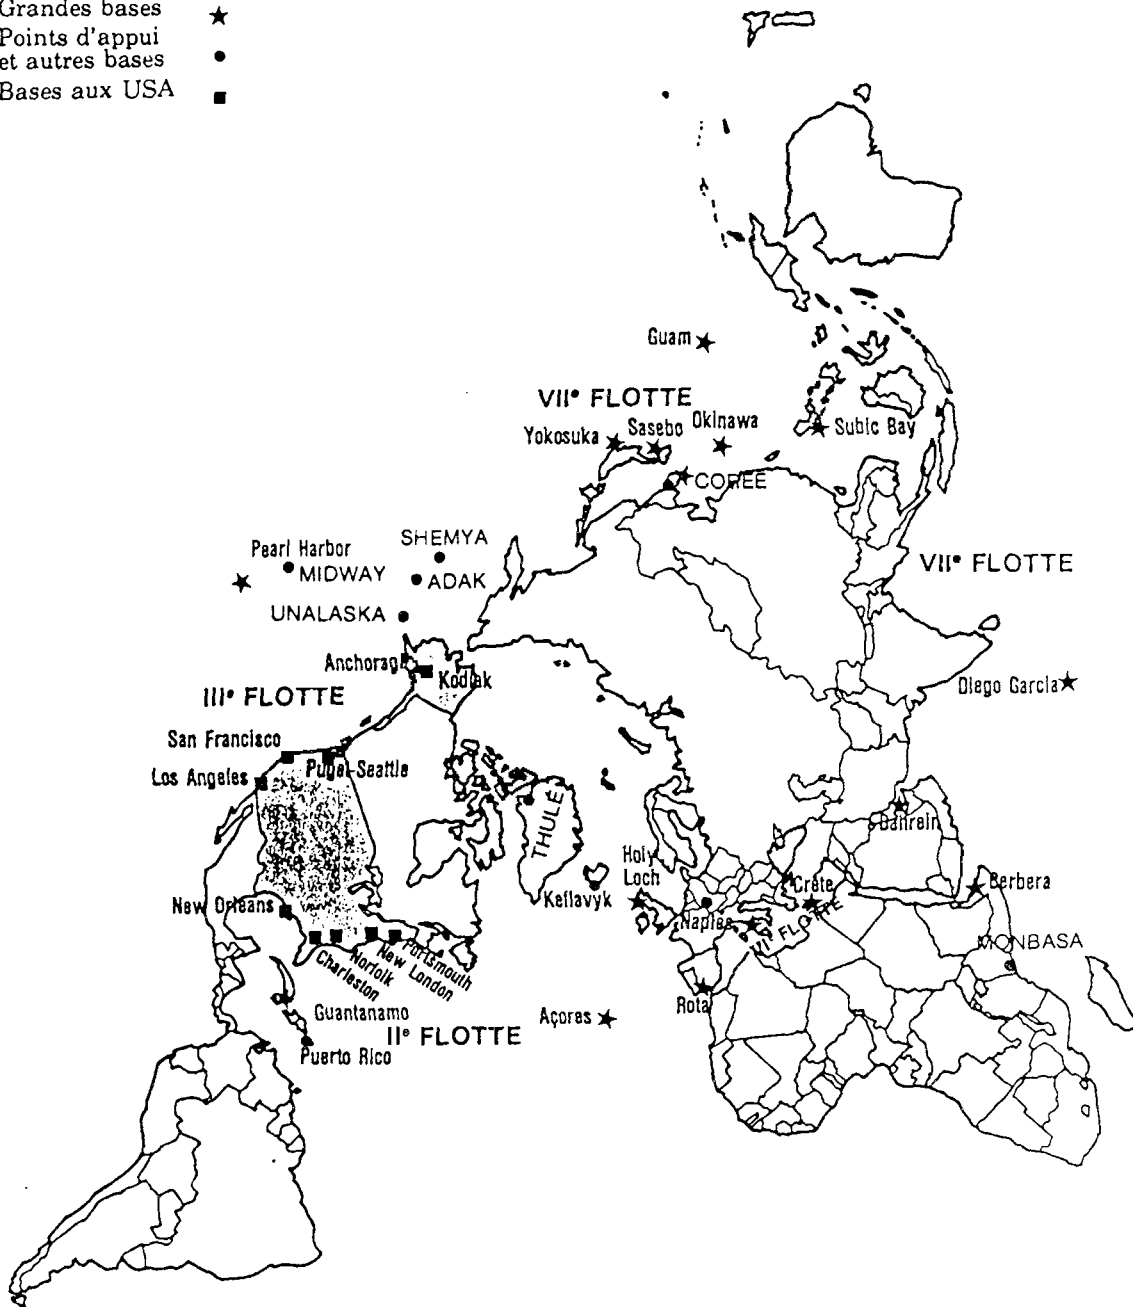 Grandes bases
Points d'appui
et autres bases
Bases aux USA
Guam
VIIe FLOTTE
Yokosuka
Sasebo
Okinawa
Subic Bay
COREE
SHEMYA
Pearl Harbor
MIDWAY
ADAK
VIIe FLOTTE
UNALASKA
Anchorag
Kodiak
Diego Garcia
IIIe FLOTTE
San Francisco
Puget-Seattle
Los Angeles
THULÉ
Bahrein
Holy
Loch
Crète
Berbera
Keflavyk
New Orleans
Naples
VIe FLOTTE
MONBASA
Charleston
Norfolk
New London
Portsmouth
Rota
Guantanamo
Açores
IIe FLOTTE
Puerto Rico